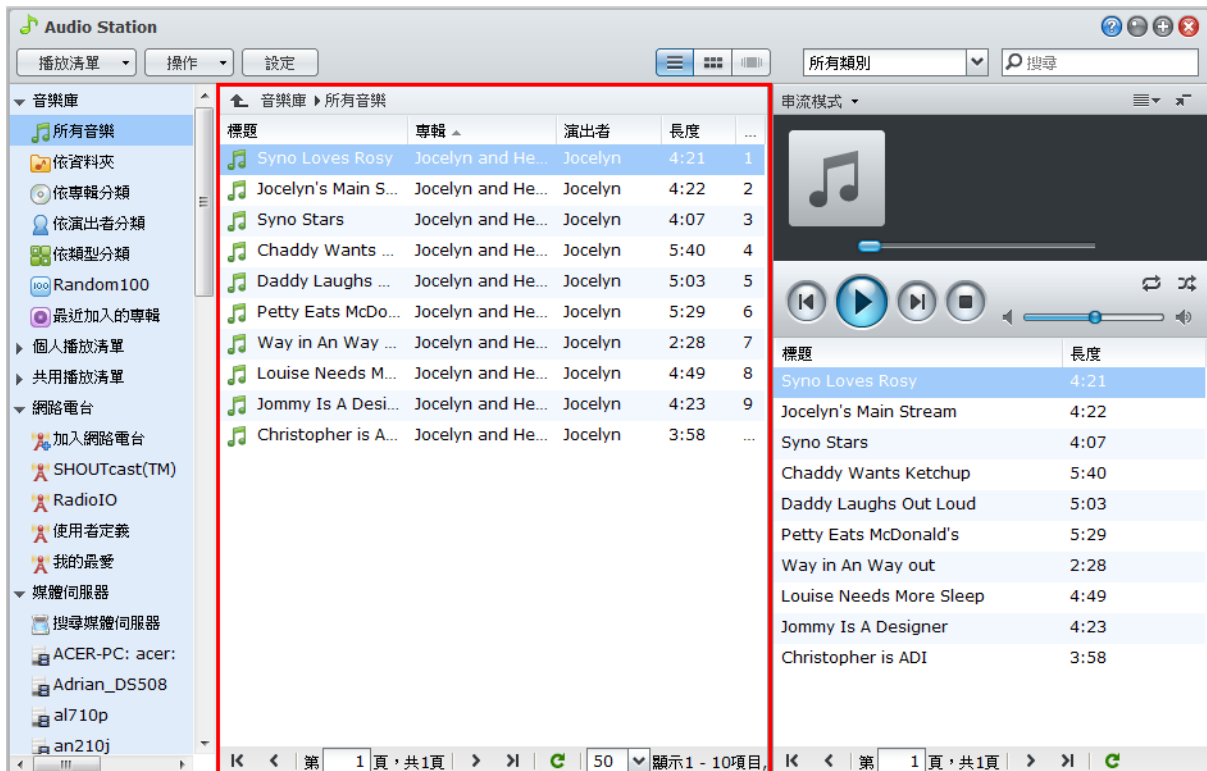 Audio Station
播放清單 操作 設定 所有類別 搜尋
音樂庫
所有音樂
依資料夾
依專輯分類
依演出者分類
依類型分類
100 Random100
最近加入的專輯
個人播放清單
共用播放清單
網路電台
加入網路電台
SHOUTcast(TM)
RadioIO
使用者定義
我的最愛
媒體伺服器
搜尋媒體伺服器
ACER-PC: acer:
Adrian_DS508
al710p
an210j
音樂庫 所有音樂
標題 專輯 演出者 長度 ...
Syno Loves Rosy Jocelyn and He... Jocelyn 4:21 1
Jocelyn's Main S... Jocelyn and He... Jocelyn 4:22 2
Syno Stars Jocelyn and He... Jocelyn 4:07 3
Chaddy Wants ... Jocelyn and He... Jocelyn 5:40 4
Daddy Laughs ... Jocelyn and He... Jocelyn 5:03 5
Petty Eats McDo... Jocelyn and He... Jocelyn 5:29 6
Way in An Way ... Jocelyn and He... Jocelyn 2:28 7
Louise Needs M... Jocelyn and He... Jocelyn 4:49 8
Jommy Is A Desi... Jocelyn and He... Jocelyn 4:23 9
Christopher is A... Jocelyn and He... Jocelyn 3:58 ...
第 1 頁，共1頁 50 顯示1 - 10項目,
串流模式
標題 長度
Syno Loves Rosy 4:21
Jocelyn's Main Stream 4:22
Syno Stars 4:07
Chaddy Wants Ketchup 5:40
Daddy Laughs Out Loud 5:03
Petty Eats McDonald's 5:29
Way in An Way out 2:28
Louise Needs More Sleep 4:49
Jommy Is A Designer 4:23
Christopher is ADI 3:58
第 1 頁，共1頁